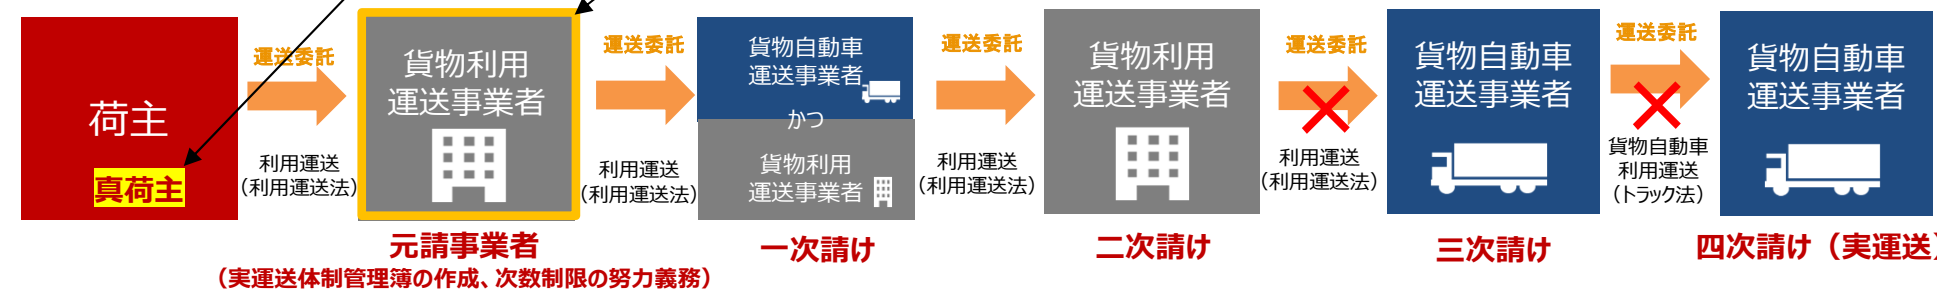 荷主
真荷主
運送委託
利用運送
（利用運送法）
貨物利用
運送事業者
元請事業者
（実運送体制管理簿の作成、次数制限の努力義務）
運送委託
利用運送
（利用運送法）
貨物自動車
運送事業者
かつ
貨物利用
運送事業者
一次請け
運送委託
利用運送
（利用運送法）
貨物利用
運送事業者
二次請け
運送委託
利用運送
（利用運送法）
貨物自動車
運送事業者
三次請け
運送委託
貨物自動車
利用運送
（トラック法）
貨物自動車
運送事業者
四次請け（実運送）